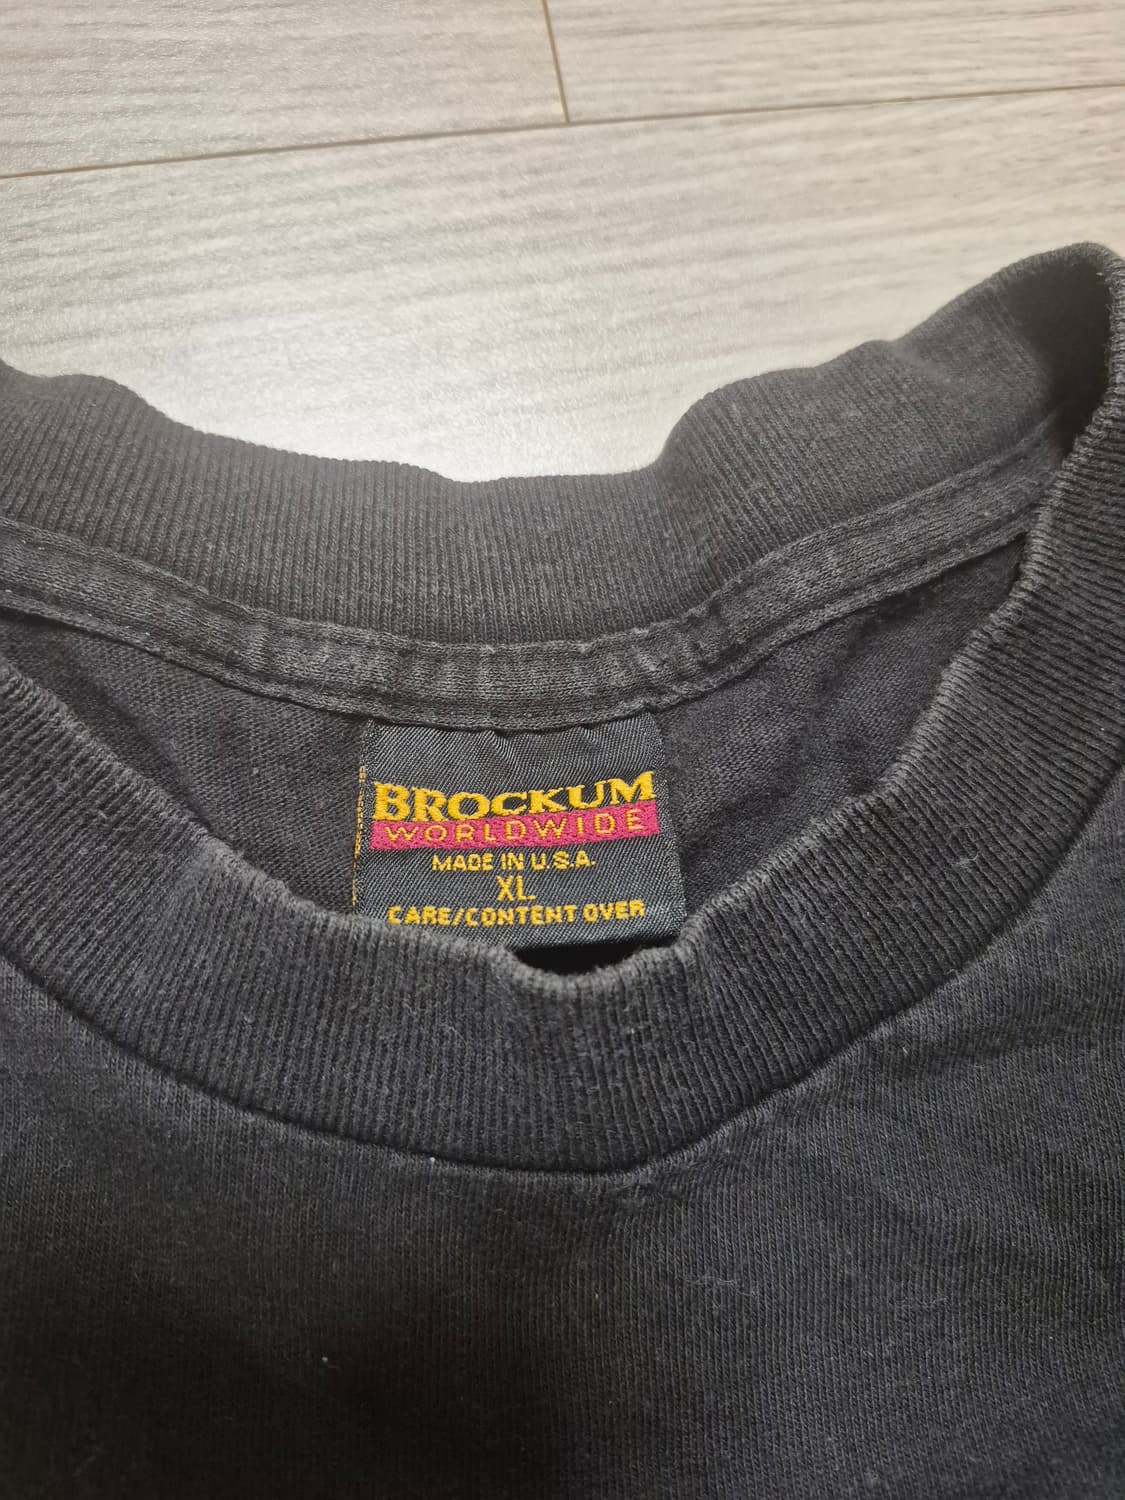 BROCKUM
WORLDWIDE
MADE IN U.S.A.
XL
CARE/CONTENT OVER